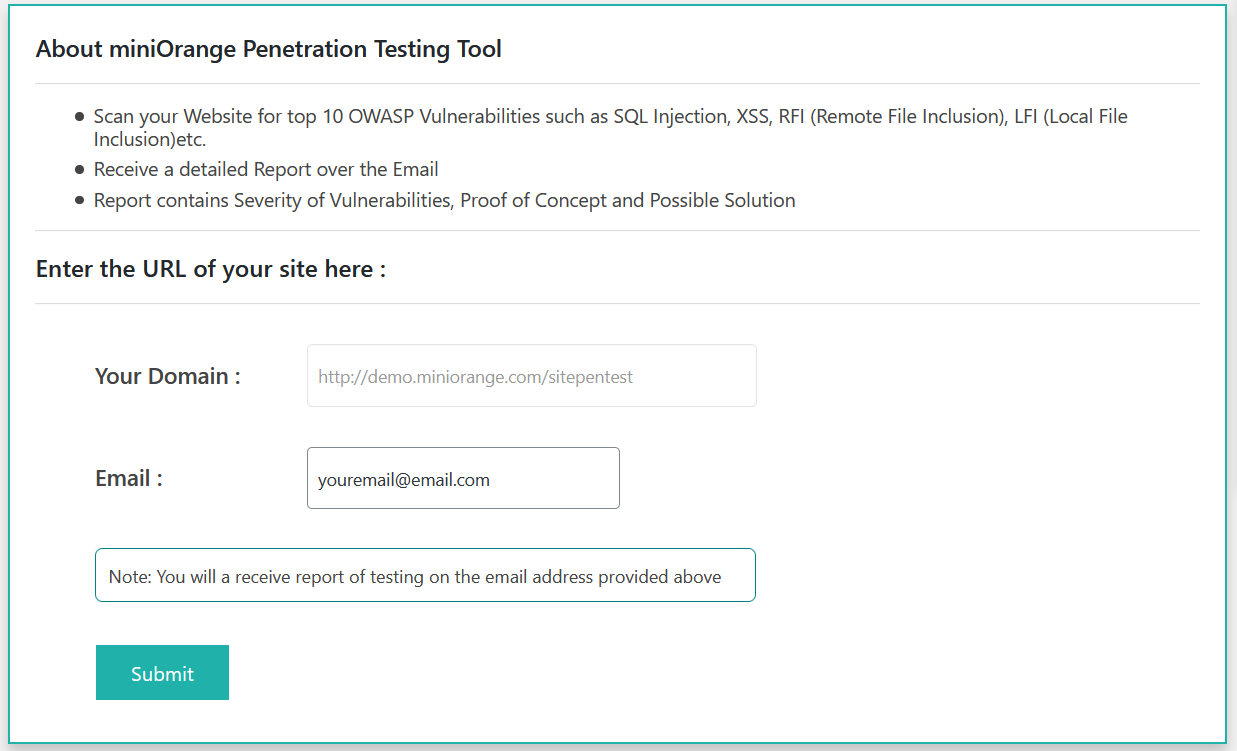 About miniOrange Penetration Testing Tool
Scan your Website for top 10 OWASP Vulnerabilities such as SQL Injection, XSS, RFI (Remote File Inclusion), LFI (Local File
Inclusion)etc.
Receive a detailed Report over the Email
Report contains Severity of Vulnerabilities, Proof of Concept and Possible Solution
Enter the URL of your site here :
Your Domain : http://demo.miniorange.com/sitepentest
Email : youremail@email.com
Note: You will a receive report of testing on the email address provided above
Submit